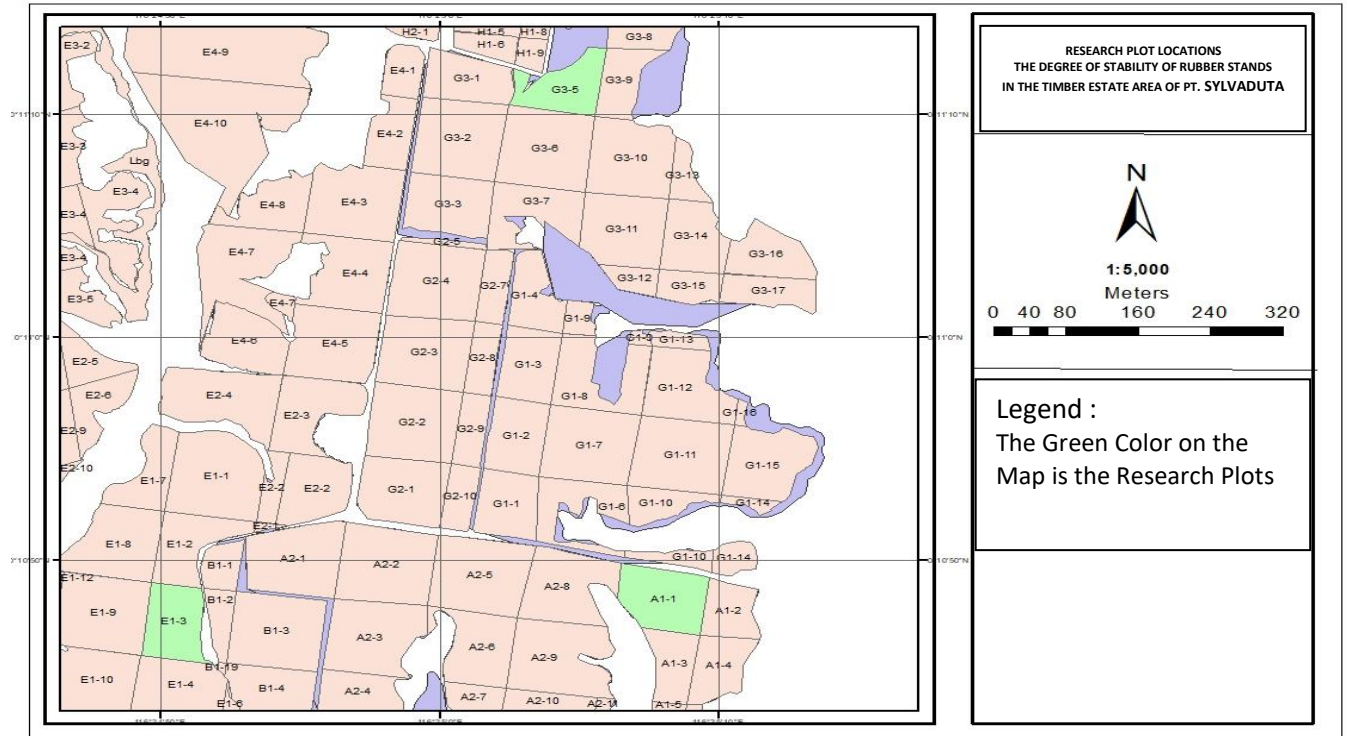 RESEARCH PLOT LOCATIONS
THE DEGREE OF STABILITY OF RUBBER STANDS
IN THE TIMBER ESTATE AREA OF PT. SYLVADUTA
N
1:5,000
Meters
0 40 80 160 240 320
Legend :
The Green Color on the
Map is the Research Plots
E3-2
E4-9
H2-1
H1-5
H1-8
G3-8
H1-6
H1-9
E4-1
G3-1
G3-5
G3-9
0°11'10"N
E4-10
E4-2
G3-2
G3-6
G3-10
E3-3
Lbg
G3-13
E3-4
E4-8
E4-3
G3-3
G3-7
E3-4
G3-11
G3-14
E4-7
G2-5
G3-16
E3-4
E4-4
G2-4
G2-7
G3-12
G3-15
G3-17
E3-5
E4-7
G1-4
G1-9
0°11'0"N
E4-6
E4-5
G2-3
G2-8
G1-3
G1-9
G1-13
E2-5
E2-6
E2-4
G1-8
G1-12
E2-3
G2-2
G2-9
G1-2
G1-16
E2-9
G1-7
G1-11
G1-15
E2-10
E1-7
E1-1
E2-2
E2-2
G2-1
G2-10
G1-1
G1-6
G1-10
G1-14
E2-1
E1-8
E1-2
A2-1
A2-2
G1-10
G1-14
B1-1
A2-5
A2-8
E1-12
B1-2
A1-1
A1-2
E1-9
E1-3
B1-3
A2-3
A2-6
A2-9
A1-3
A1-4
B1-19
E1-10
E1-4
B1-4
A2-4
A2-7
A2-10
A2-11
A1-5
E1-6